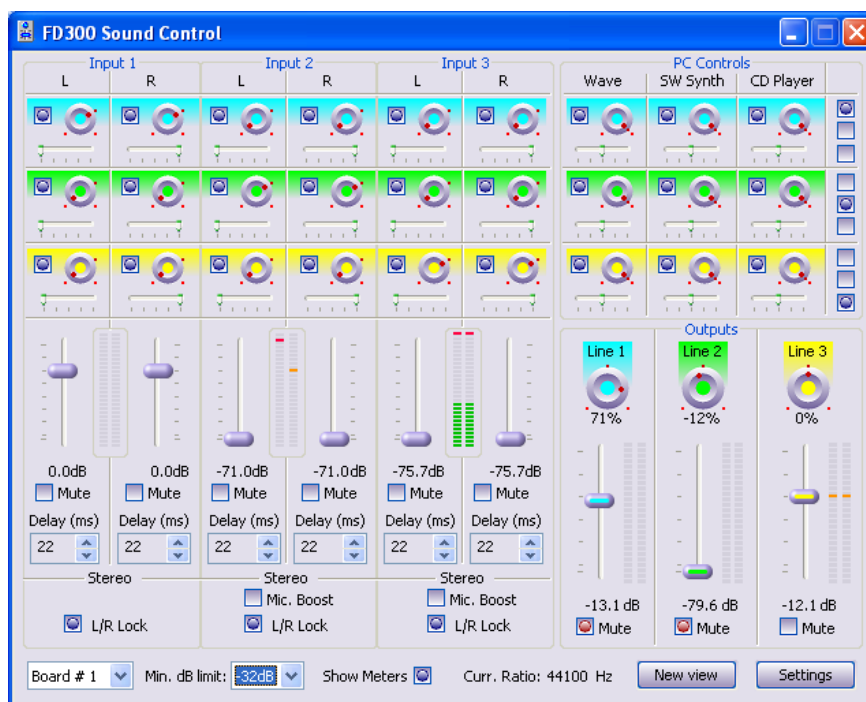 FD300 Sound Control
Input 1 Input 2 Input 3 PC Controls
L R L R L R Wave SW Synth CD Player
Outputs
Line 1 Line 2 Line 3
71% -12% 0%
0.0dB 0.0dB -71.0dB -71.0dB -75.7dB -75.7dB
Mute Mute Mute Mute Mute Mute
Delay (ms) Delay (ms) Delay (ms) Delay (ms) Delay (ms) Delay (ms)
22 22 22 22 22 22
Stereo Stereo Stereo
Mic. Boost Mic. Boost
L/R Lock L/R Lock L/R Lock
-13.1 dB -79.6 dB -12.1 dB
Mute Mute Mute
Board # 1 Min. dB limit: -32dB Show Meters Curr. Ratio: 44100 Hz New view Settings